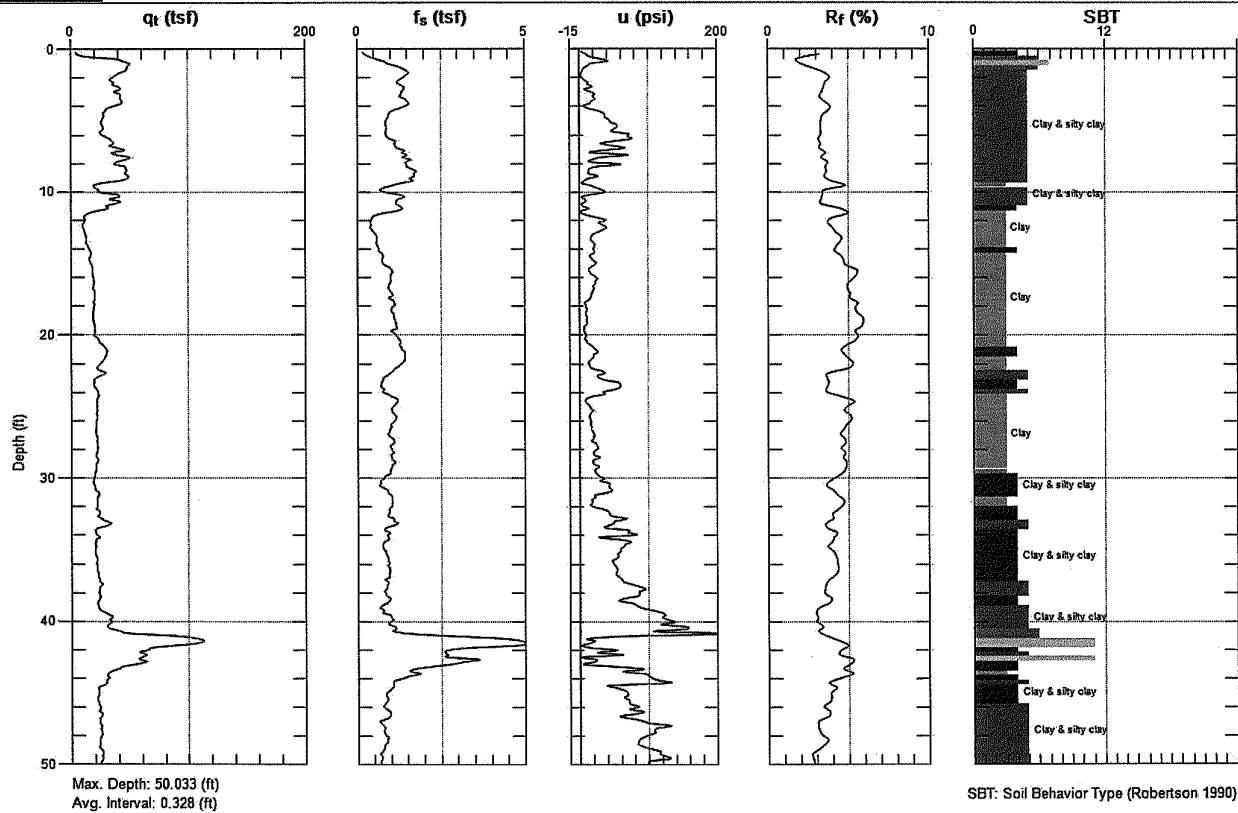 qt (tsf) fs (tsf) u (psi) Rf (%) SBT
0 200 0 5 -15 200 0 10 0 12
0
10
20
30
40
50
Depth (ft)
Clay & silty clay
Clay & silty clay
Clay
Clay
Clay
Clay & silty clay
Clay & silty clay
Clay & silty clay
Clay & silty clay
Clay & silty clay
Max. Depth: 50.033 (ft)
Avg. Interval: 0.328 (ft)
SBT: Soil Behavior Type (Robertson 1990)